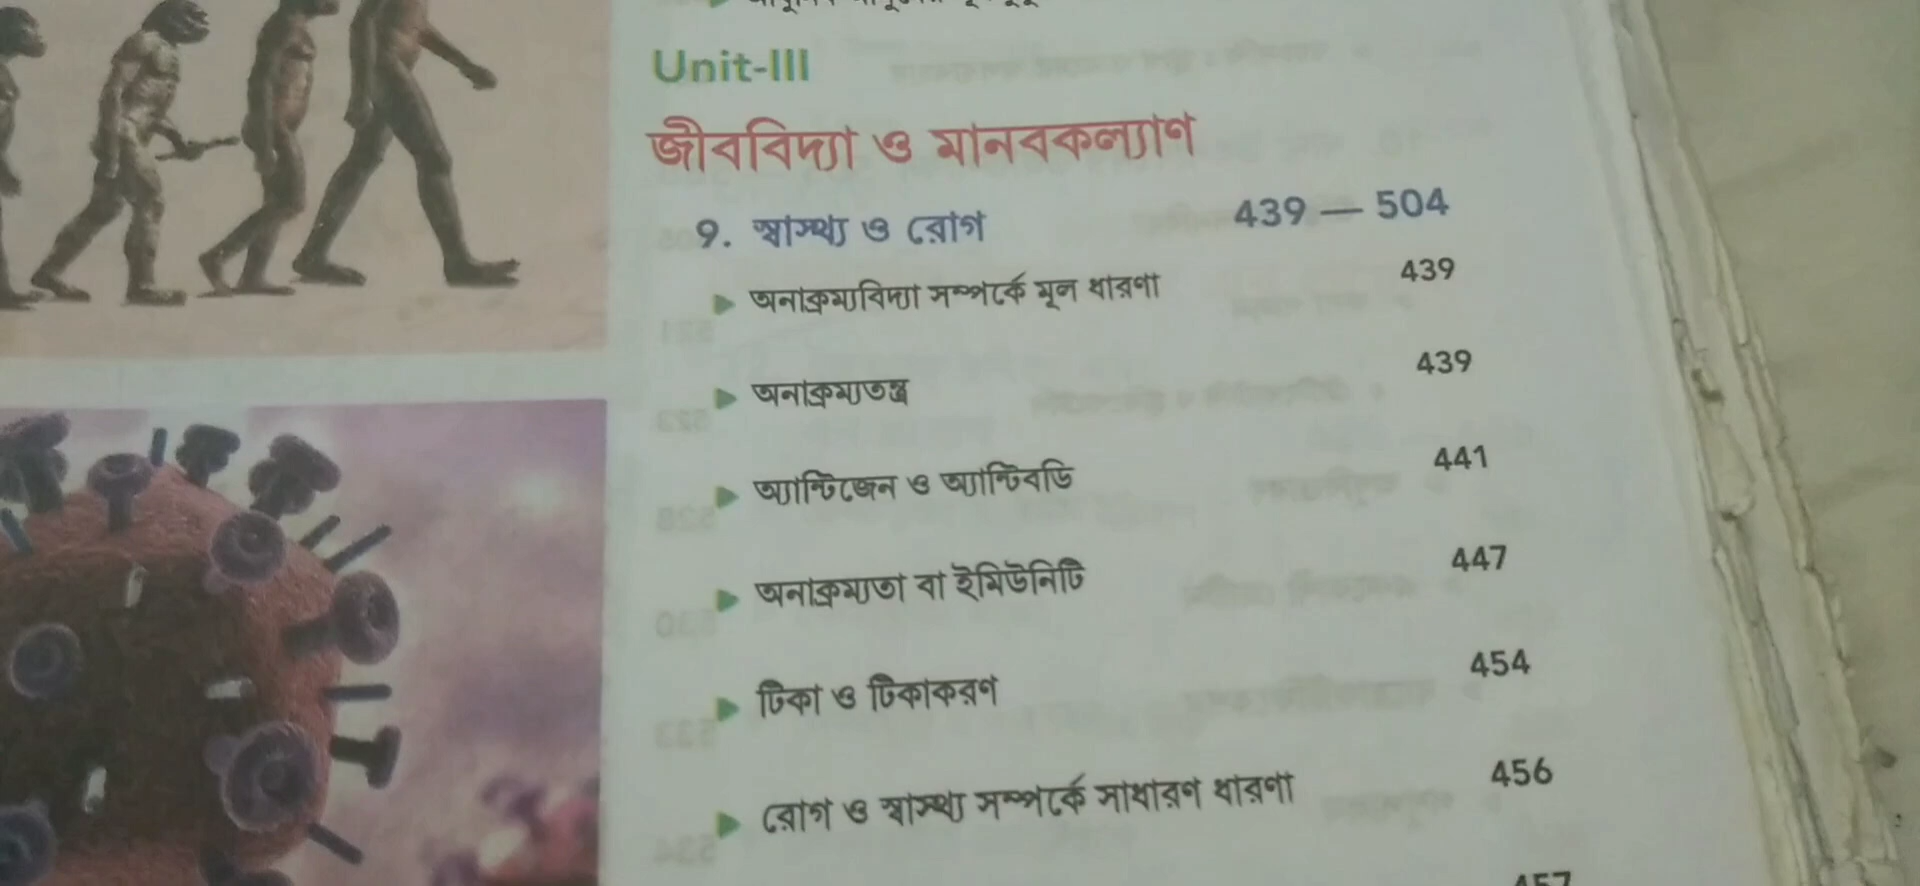 Unit-III
জীববিদ্যা ও মানবকল্যাণ
9. স্বাস্থ্য ও রোগ 439 — 504
▶ অনাক্রম্যবিদ্যা সম্পর্কে মূল ধারণা 439
▶ অনাক্রম্যতন্ত্র 439
▶ অ্যান্টিজেন ও অ্যান্টিবডি 441
▶ অনাক্রম্যতা বা ইমিউনিটি 447
▶ টিকা ও টিকাকরণ 454
▶ রোগ ও স্বাস্থ্য সম্পর্কে সাধারণ ধারণা 456
457